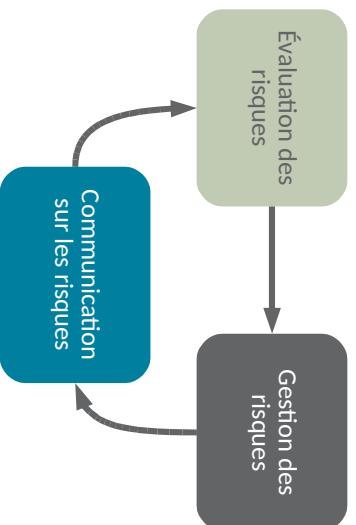 Évaluation des
risques
Gestion des
risques
Communication
sur les risques